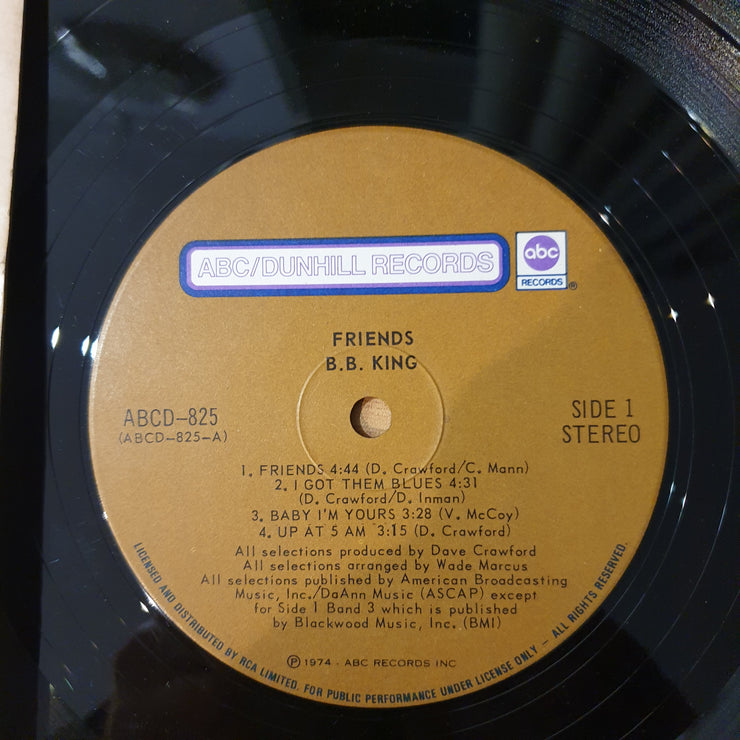 ABC/DUNHILL RECORDS
abc
RECORDS ®
FRIENDS
B.B. KING
ABCD-825
(ABCD-825-A)
SIDE 1
STEREO
1. FRIENDS 4:44 (D. Crawford/C. Mann)
2. I GOT THEM BLUES 4:31
(D. Crawford/D. Inman)
3. BABY I'M YOURS 3:28 (V. McCoy)
4. UP AT 5 AM 3:15 (D. Crawford)
All selections produced by Dave Crawford
All selections arranged by Wade Marcus
All selections published by American Broadcasting
Music, Inc./DaAnn Music (ASCAP) except
for Side 1 Band 3 which is published
by Blackwood Music, Inc. (BMI)
℗ 1974 - ABC RECORDS INC
LICENSED AND DISTRIBUTED BY RCA LIMITED. FOR PUBLIC PERFORMANCE UNDER LICENSE ONLY - ALL RIGHTS RESERVED.